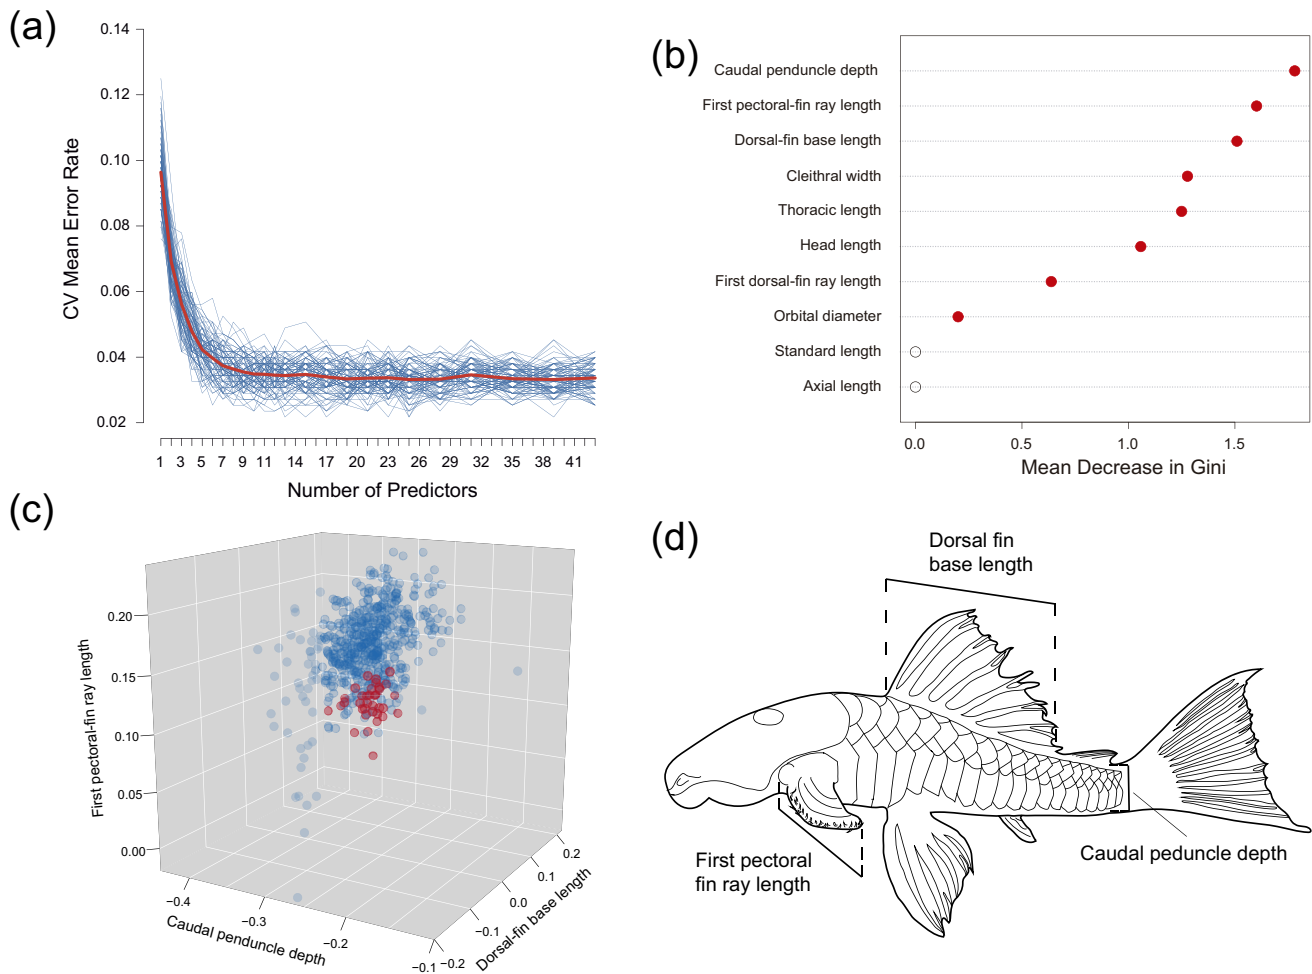 (a)
0.14
0.12
0.10
0.08
0.06
0.04
0.02
CV Mean Error Rate
1 3 5 7 9 11 14 17 20 23 26 29 32 35 38 41
Number of Predictors
(b)
Caudal penduncle depth
First pectoral-fin ray length
Dorsal-fin base length
Cleithral width
Thoracic length
Head length
First dorsal-fin ray length
Orbital diameter
Standard length
Axial length
0.0 0.5 1.0 1.5
Mean Decrease in Gini
(c)
0.20
0.15
0.10
0.05
0.00
First pectoral-fin ray length
−0.4
−0.3
−0.2
−0.1
Caudal penduncle depth
−0.2
−0.1
0.0
0.1
0.2
Dorsal-fin base length
(d)
Dorsal fin
base length
First pectoral
fin ray length
Caudal peduncle depth